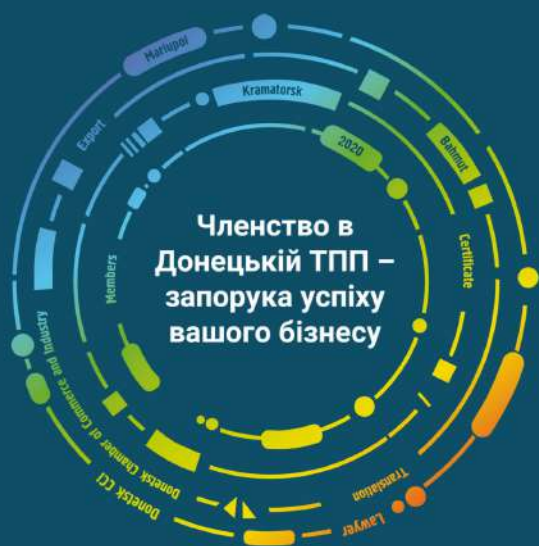 Mariupol
Export
Kramatorsk
2020
Bahmut
Членство в
Донецькій ТПП –
запорука успіху
вашого бізнесу
Members
Certificate
Donetsk Chamber of Commerce and Industry
Donetsk CCI
Translation
Lawyer